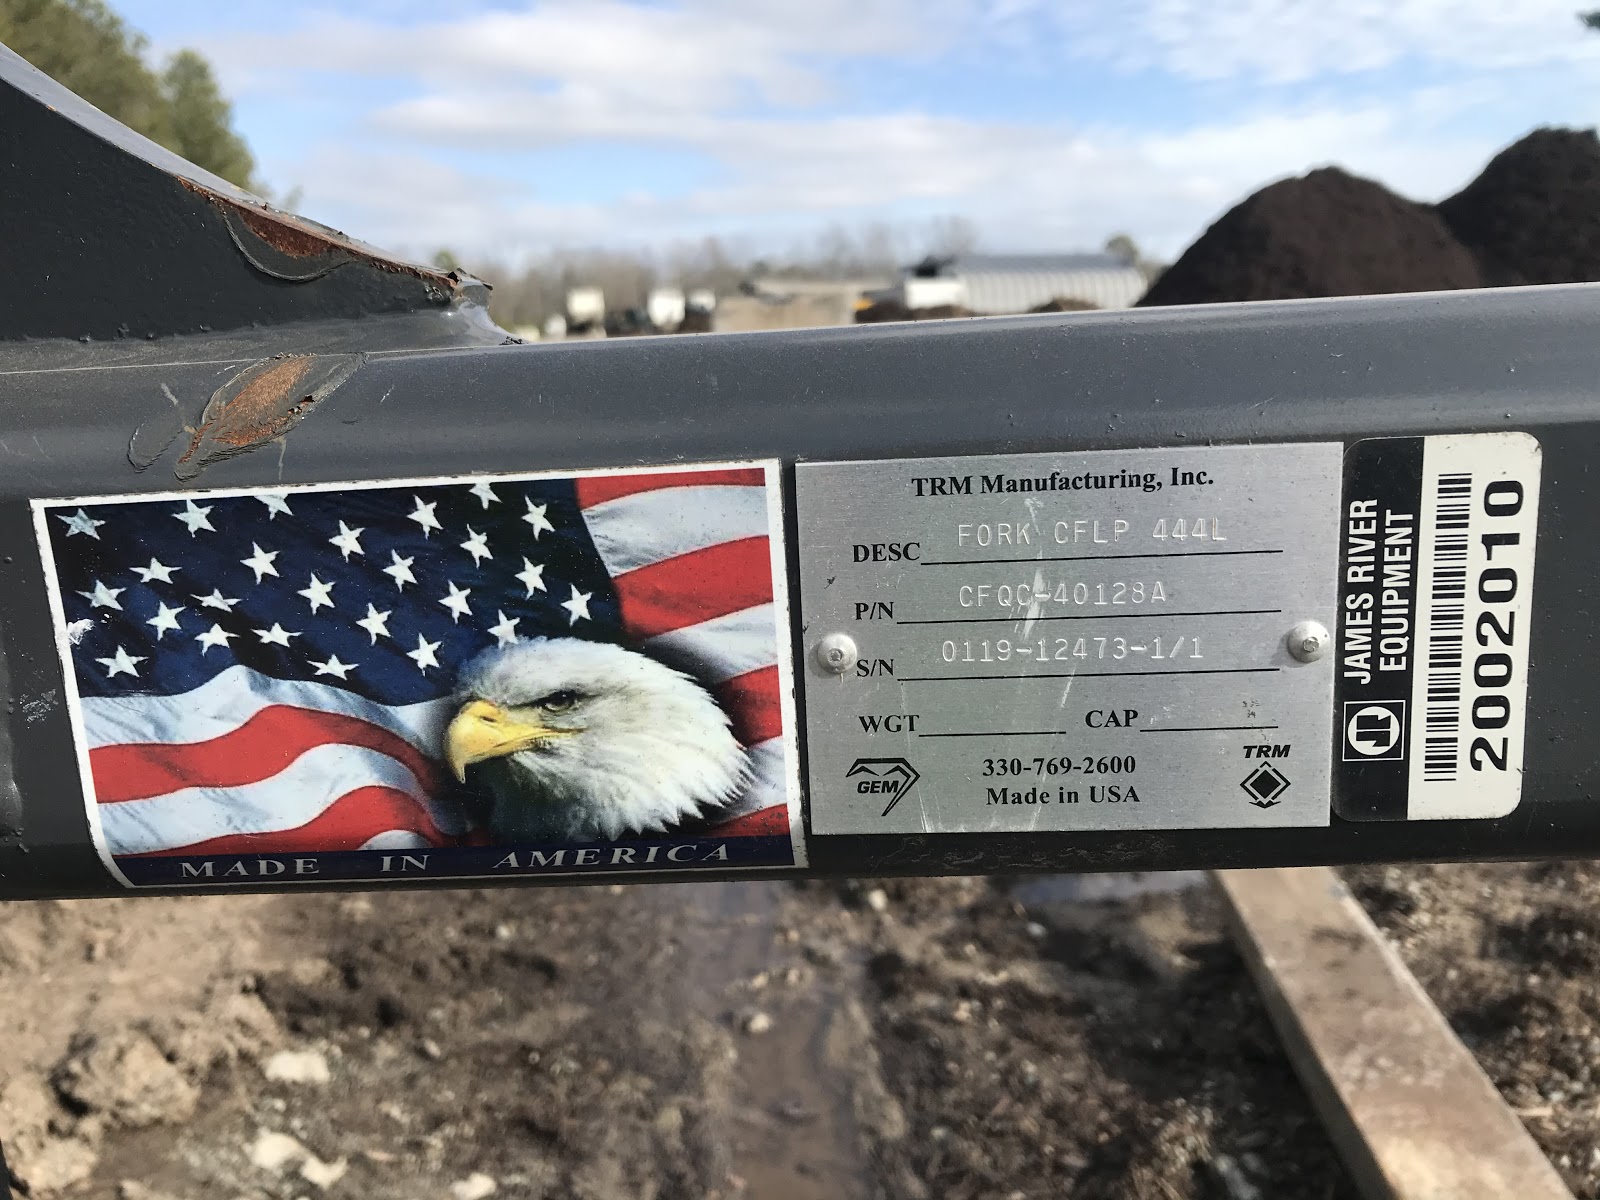 MADE IN AMERICA
TRM Manufacturing, Inc.
DESC FORK CFLP 444L
P/N CFQC-40128A
S/N 0119-12473-1/1
WGT CAP
GEM
330-769-2600
Made in USA
TRM
JAMES RIVER
EQUIPMENT
JR
2002010